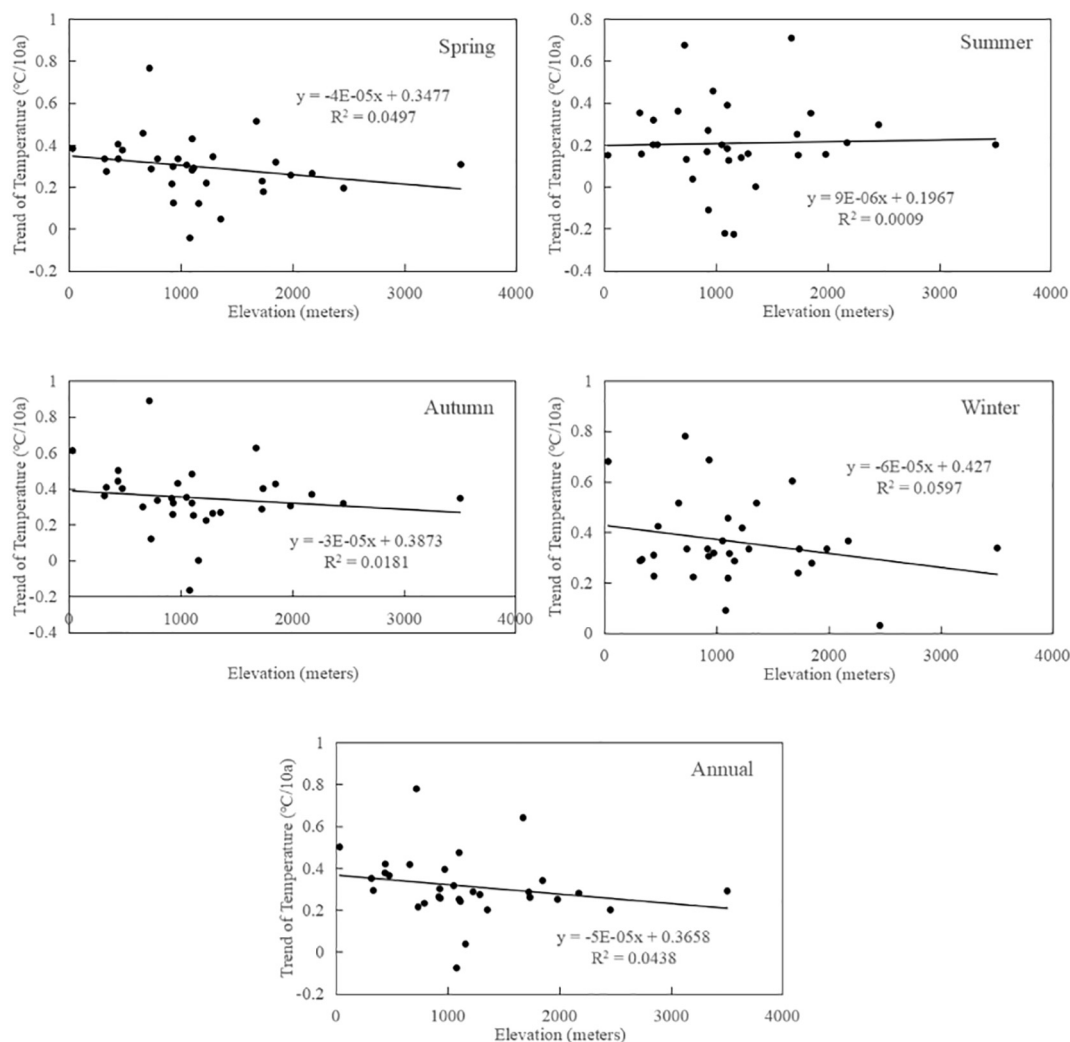 1
0.8
0.6
0.4
0.2
0
-0.2
Trend of Temperature (°C/10a)
Spring
y = -4E-05x + 0.3477
R² = 0.0497
0 1000 2000 3000 4000
Elevation (meters)
0.8
0.6
0.4
0.2
0
-0.2
-0.4
Trend of Temperature (°C/10a)
Summer
y = 9E-06x + 0.1967
R² = 0.0009
0 1000 2000 3000 4000
Elevation (meters)
1
0.8
0.6
0.4
0.2
0
-0.2
-0.4
Trend of Temperature (°C/10a)
Autumn
y = -3E-05x + 0.3873
R² = 0.0181
0 1000 2000 3000 4000
Elevation (meters)
1
0.8
0.6
0.4
0.2
0
Trend of Temperature (°C/10a)
Winter
y = -6E-05x + 0.427
R² = 0.0597
0 1000 2000 3000 4000
Elevation (meters)
1
0.8
0.6
0.4
0.2
0
-0.2
Trend of Temperature (°C/10a)
Annual
y = -5E-05x + 0.3658
R² = 0.0438
0 1000 2000 3000 4000
Elevation (meters)